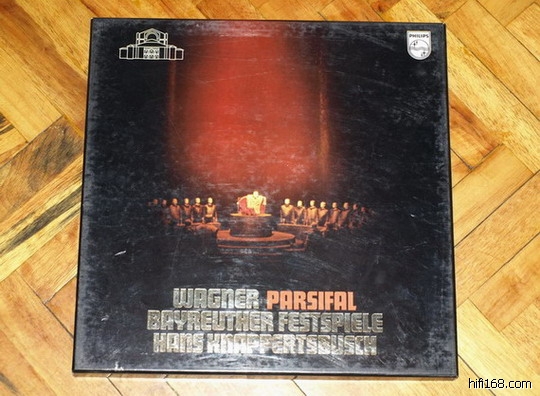 PHILIPS
WAGNER PARSIFAL
BAYREUTHER FESTSPIELE
HANS KNAPPERTSBUSCH
hifi168.com